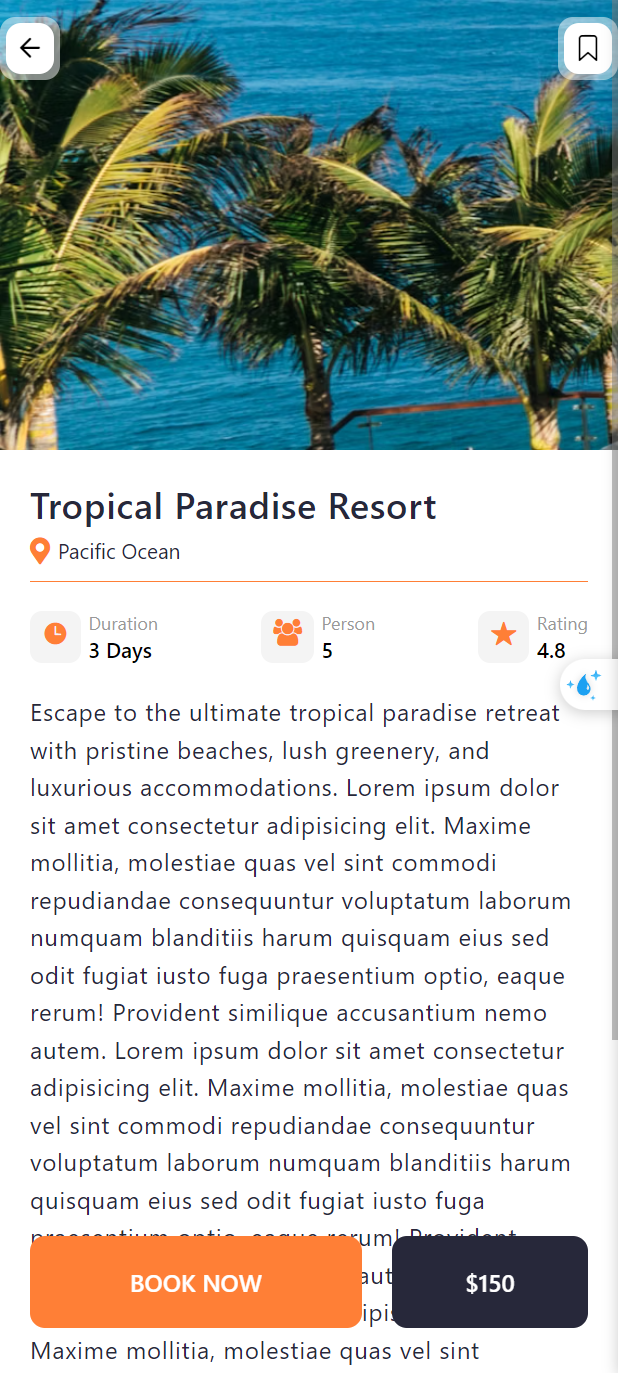 Tropical Paradise Resort
Pacific Ocean
Duration
3 Days
Person
5
Rating
4.8
Escape to the ultimate tropical paradise retreat
with pristine beaches, lush greenery, and
luxurious accommodations. Lorem ipsum dolor
sit amet consectetur adipisicing elit. Maxime
mollitia, molestiae quas vel sint commodi
repudiandae consequuntur voluptatum laborum
numquam blanditiis harum quisquam eius sed
odit fugiat iusto fuga praesentium optio, eaque
rerum! Provident similique accusantium nemo
autem. Lorem ipsum dolor sit amet consectetur
adipisicing elit. Maxime mollitia, molestiae quas
vel sint commodi repudiandae consequuntur
voluptatum laborum numquam blanditiis harum
quisquam eius sed odit fugiat iusto fuga
praesentium optio, eaque rerum! Provident
BOOK NOW
$150
Maxime mollitia, molestiae quas vel sint